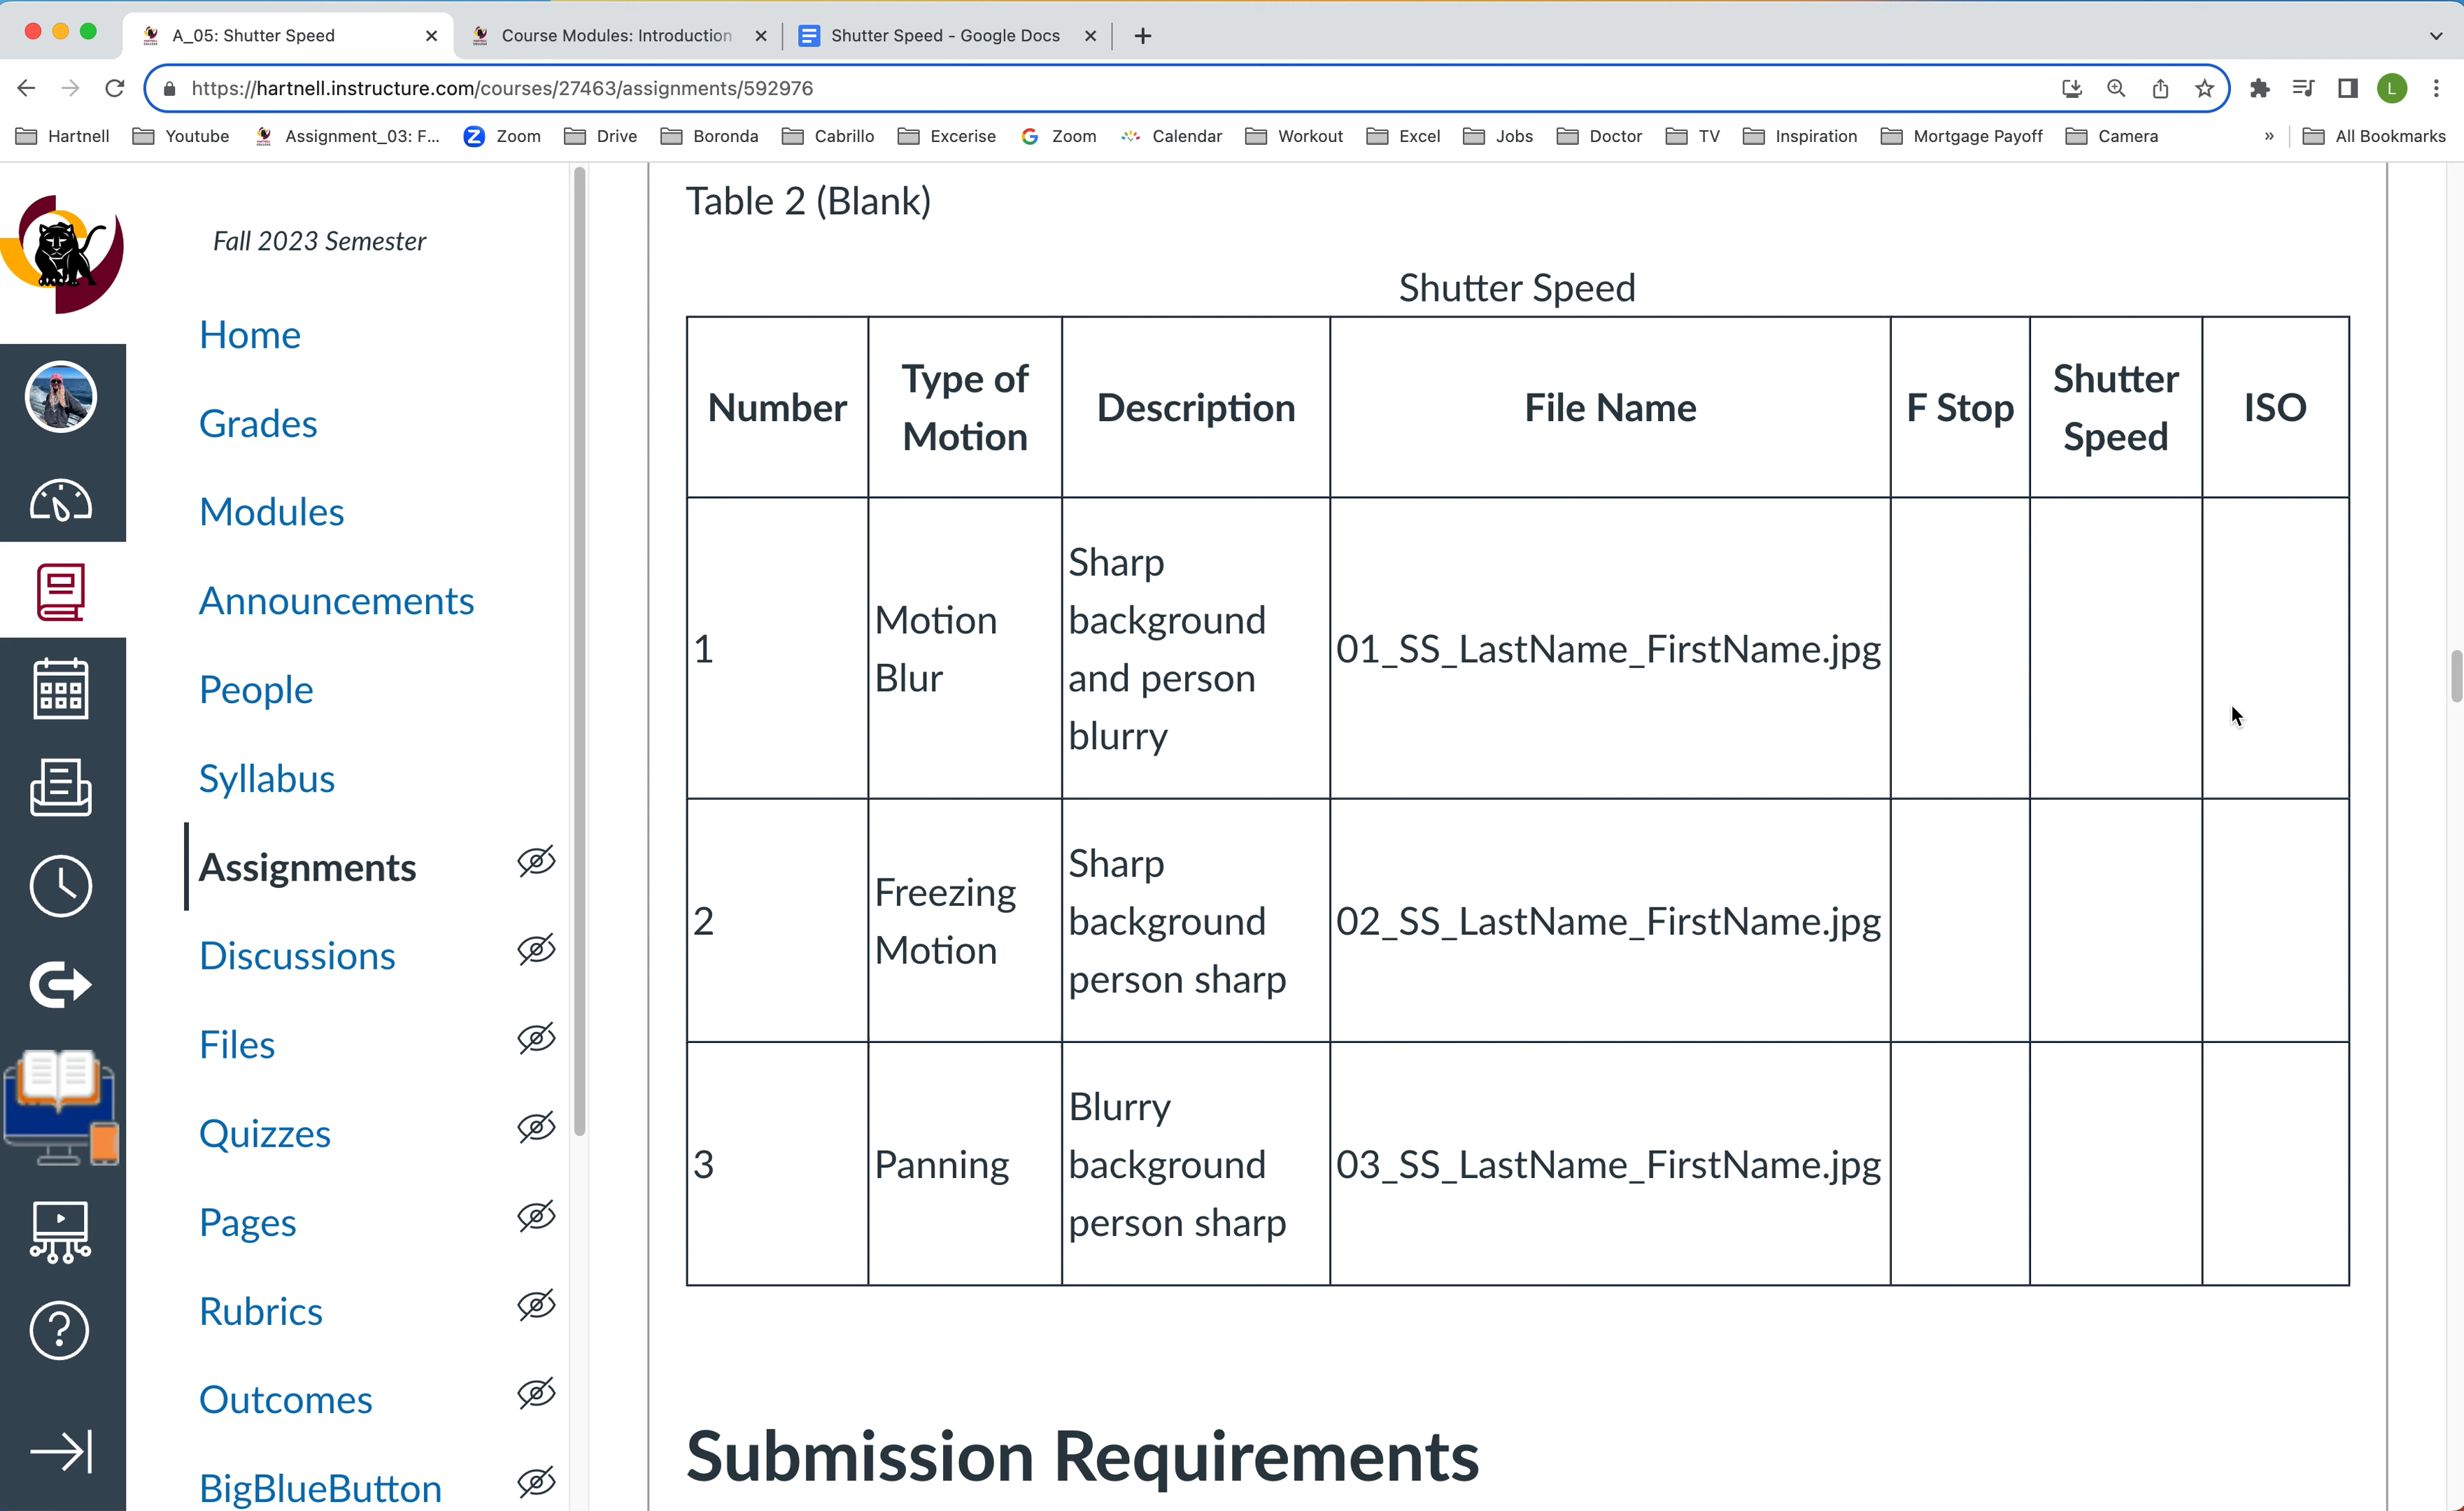 A_05: Shutter Speed
Course Modules: Introduction
Shutter Speed - Google Docs
https://hartnell.instructure.com/courses/27463/assignments/592976
L
Hartnell
Youtube
Assignment_03: F...
Zoom
Drive
Boronda
Cabrillo
Excerise
Zoom
Calendar
Workout
Excel
Jobs
Doctor
TV
Inspiration
Mortgage Payoff
Camera
»
All Bookmarks
Fall 2023 Semester
Home
Grades
Modules
Announcements
People
Syllabus
Assignments
Discussions
Files
Quizzes
Pages
Rubrics
Outcomes
BigBlueButton
Table 2 (Blank)
Shutter Speed
Number
Type of
Motion
Description
File Name
F Stop
Shutter
Speed
ISO
1
Motion
Blur
Sharp
background
and person
blurry
01_SS_LastName_FirstName.jpg
2
Freezing
Motion
Sharp
background
person sharp
02_SS_LastName_FirstName.jpg
3
Panning
Blurry
background
person sharp
03_SS_LastName_FirstName.jpg
Submission Requirements